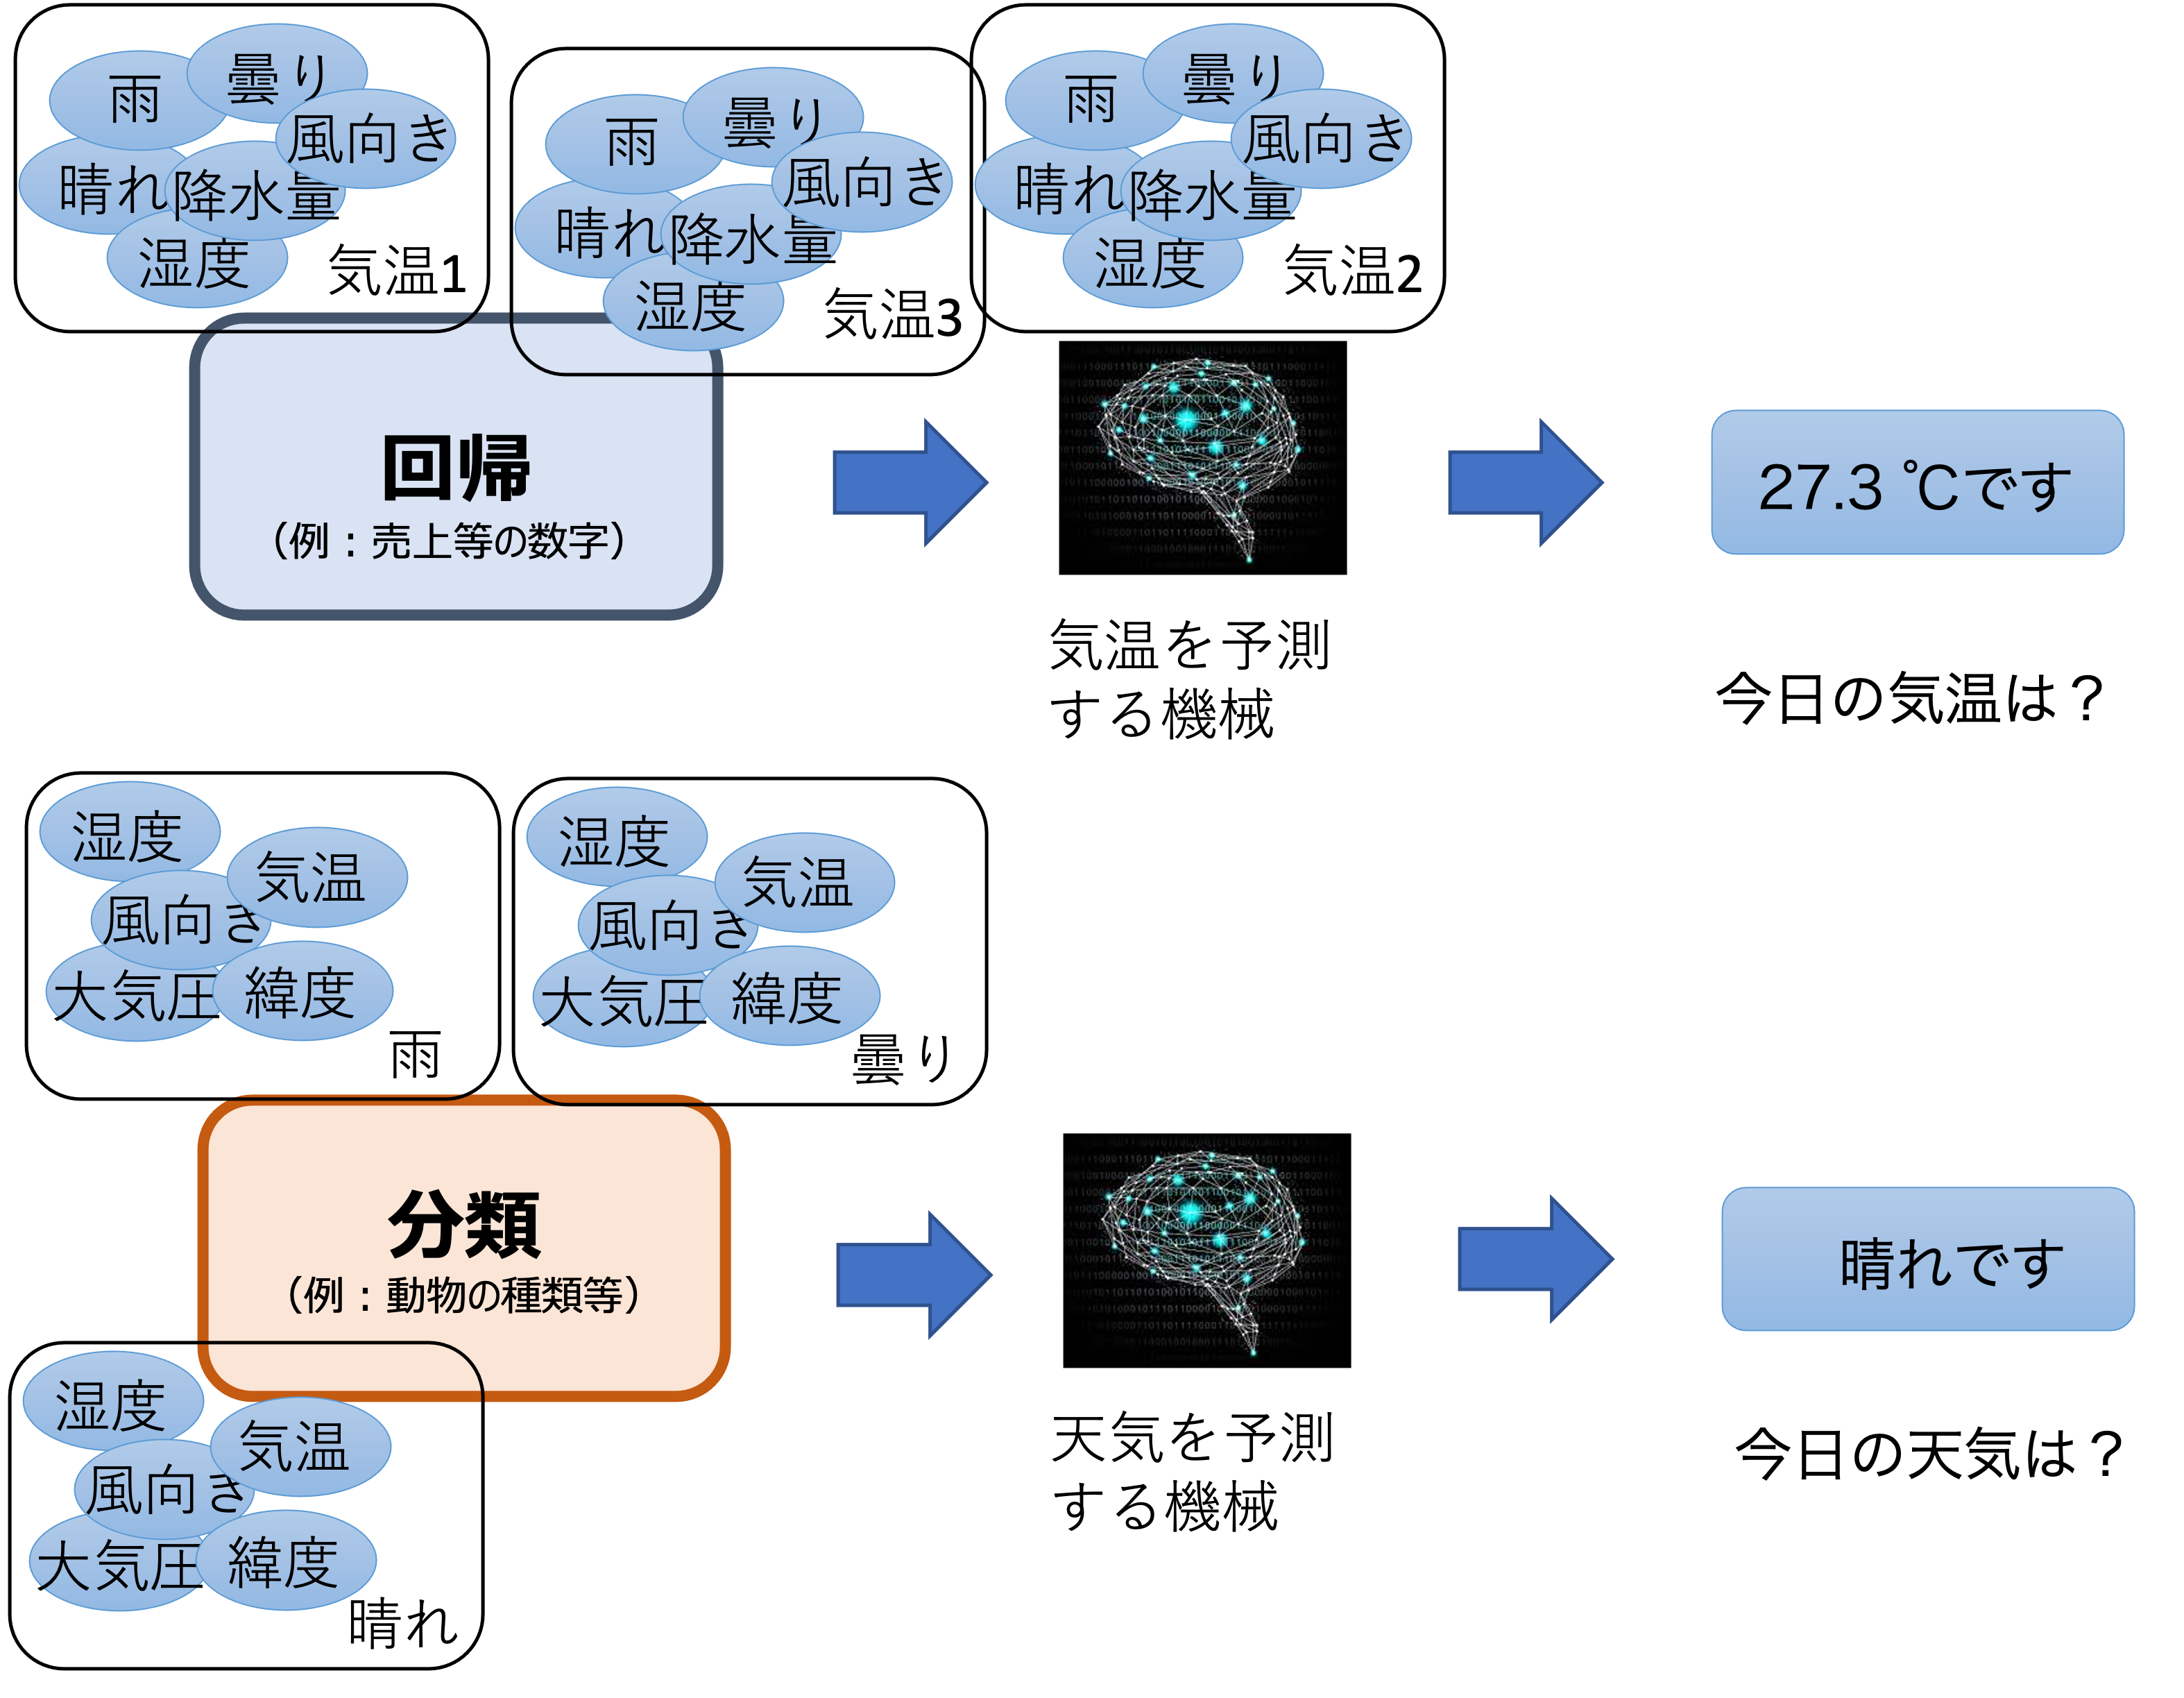 雨
曇り
風向き
晴れ
降水量
湿度
気温1
雨
曇り
風向き
晴れ
降水量
湿度
気温3
雨
曇り
風向き
晴れ
降水量
湿度
気温2
回帰
（例：売上等の数字）
気温を予測
する機械
27.3 ℃です
今日の気温は？
湿度
気温
風向き
大気圧
緯度
雨
湿度
気温
風向き
大気圧
緯度
曇り
分類
（例：動物の種類等）
湿度
気温
風向き
大気圧
緯度
晴れ
天気を予測
する機械
晴れです
今日の天気は？